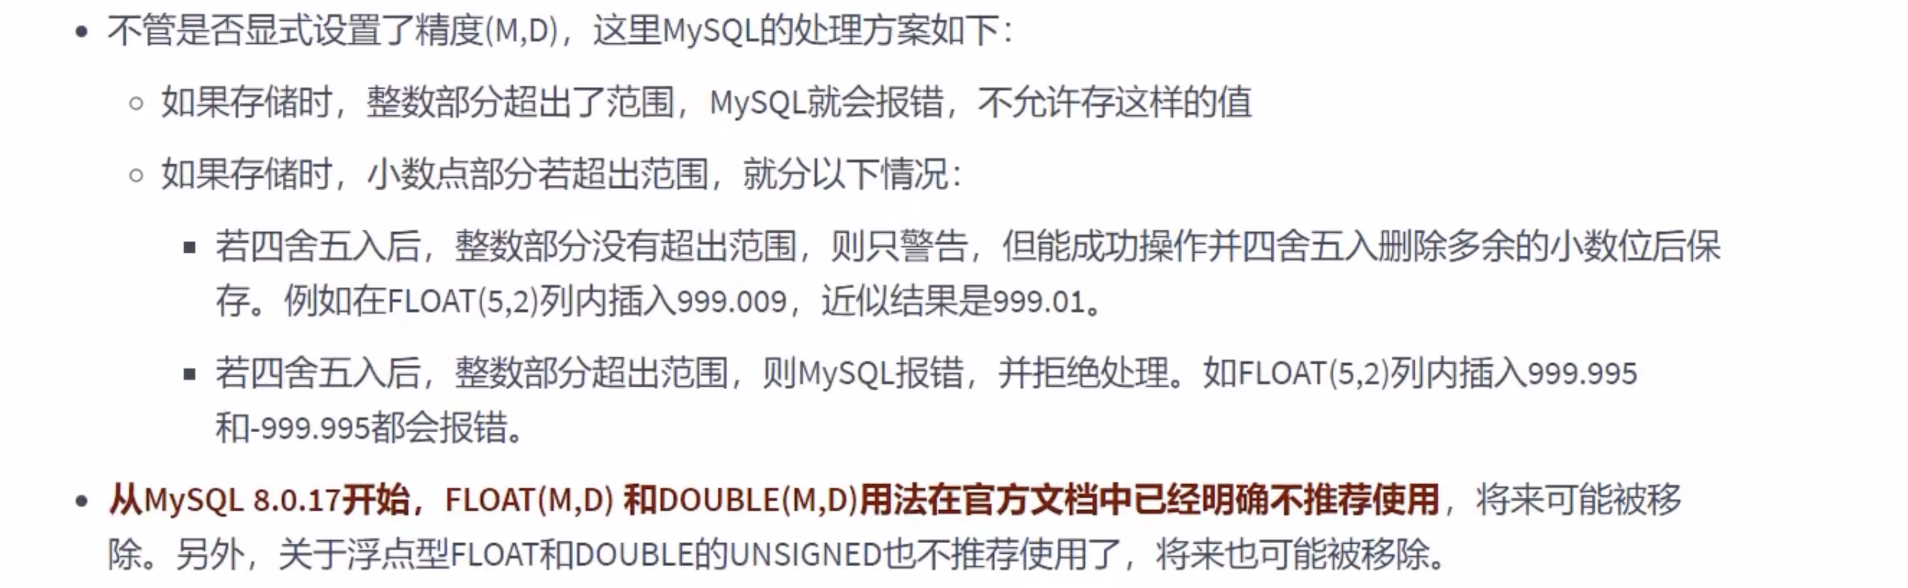 不管是否显式设置了精度(M,D)，这里MySQL的处理方案如下：
如果存储时，整数部分超出了范围，MySQL就会报错，不允许存这样的值
如果存储时，小数点部分若超出范围，就分以下情况：
若四舍五入后，整数部分没有超出范围，则只警告，但能成功操作并四舍五入删除多余的小数位后保
存。例如在FLOAT(5,2)列内插入999.009，近似结果是999.01。
若四舍五入后，整数部分超出范围，则MySQL报错，并拒绝处理。如FLOAT(5,2)列内插入999.995
和-999.995都会报错。
从MySQL 8.0.17开始，FLOAT(M,D) 和DOUBLE(M,D)用法在官方文档中已经明确不推荐使用，将来可能被移
除。另外，关于浮点型FLOAT和DOUBLE的UNSIGNED也不推荐使用了，将来也可能被移除。